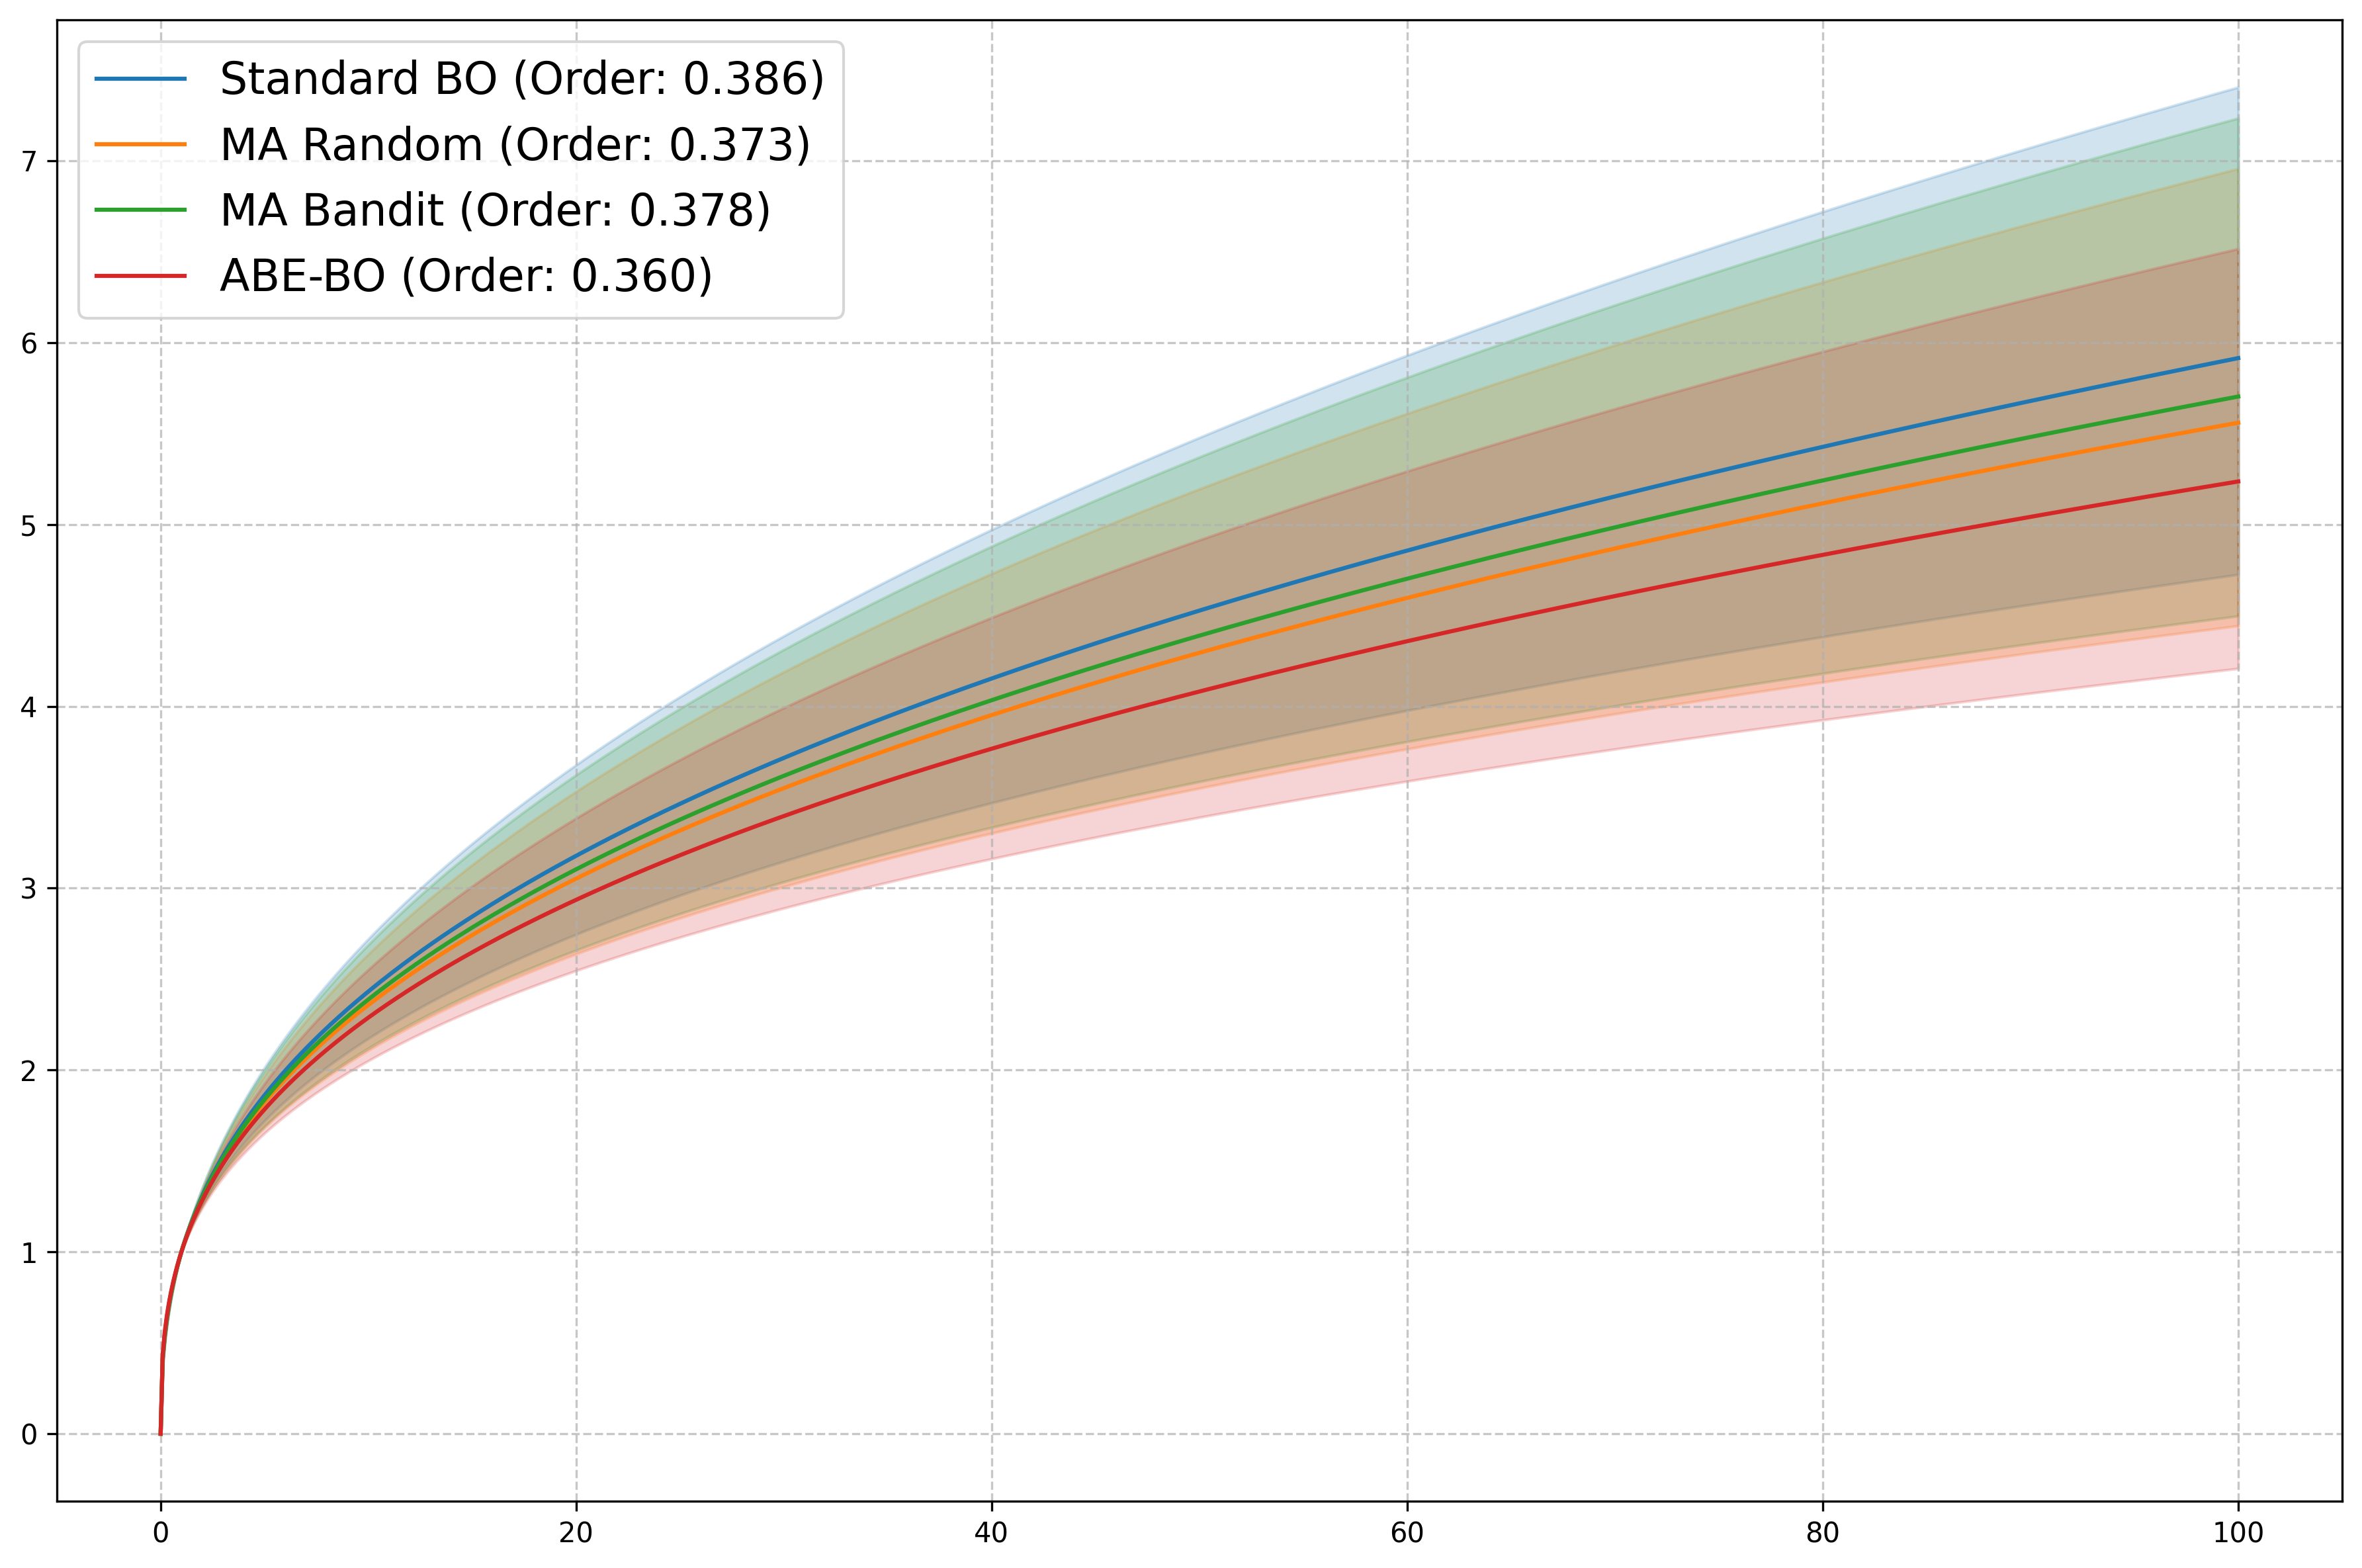 Standard BO (Order: 0.386)
MA Random (Order: 0.373)
MA Bandit (Order: 0.378)
ABE-BO (Order: 0.360)
7
6
5
4
3
2
1
0
0 20 40 60 80 100